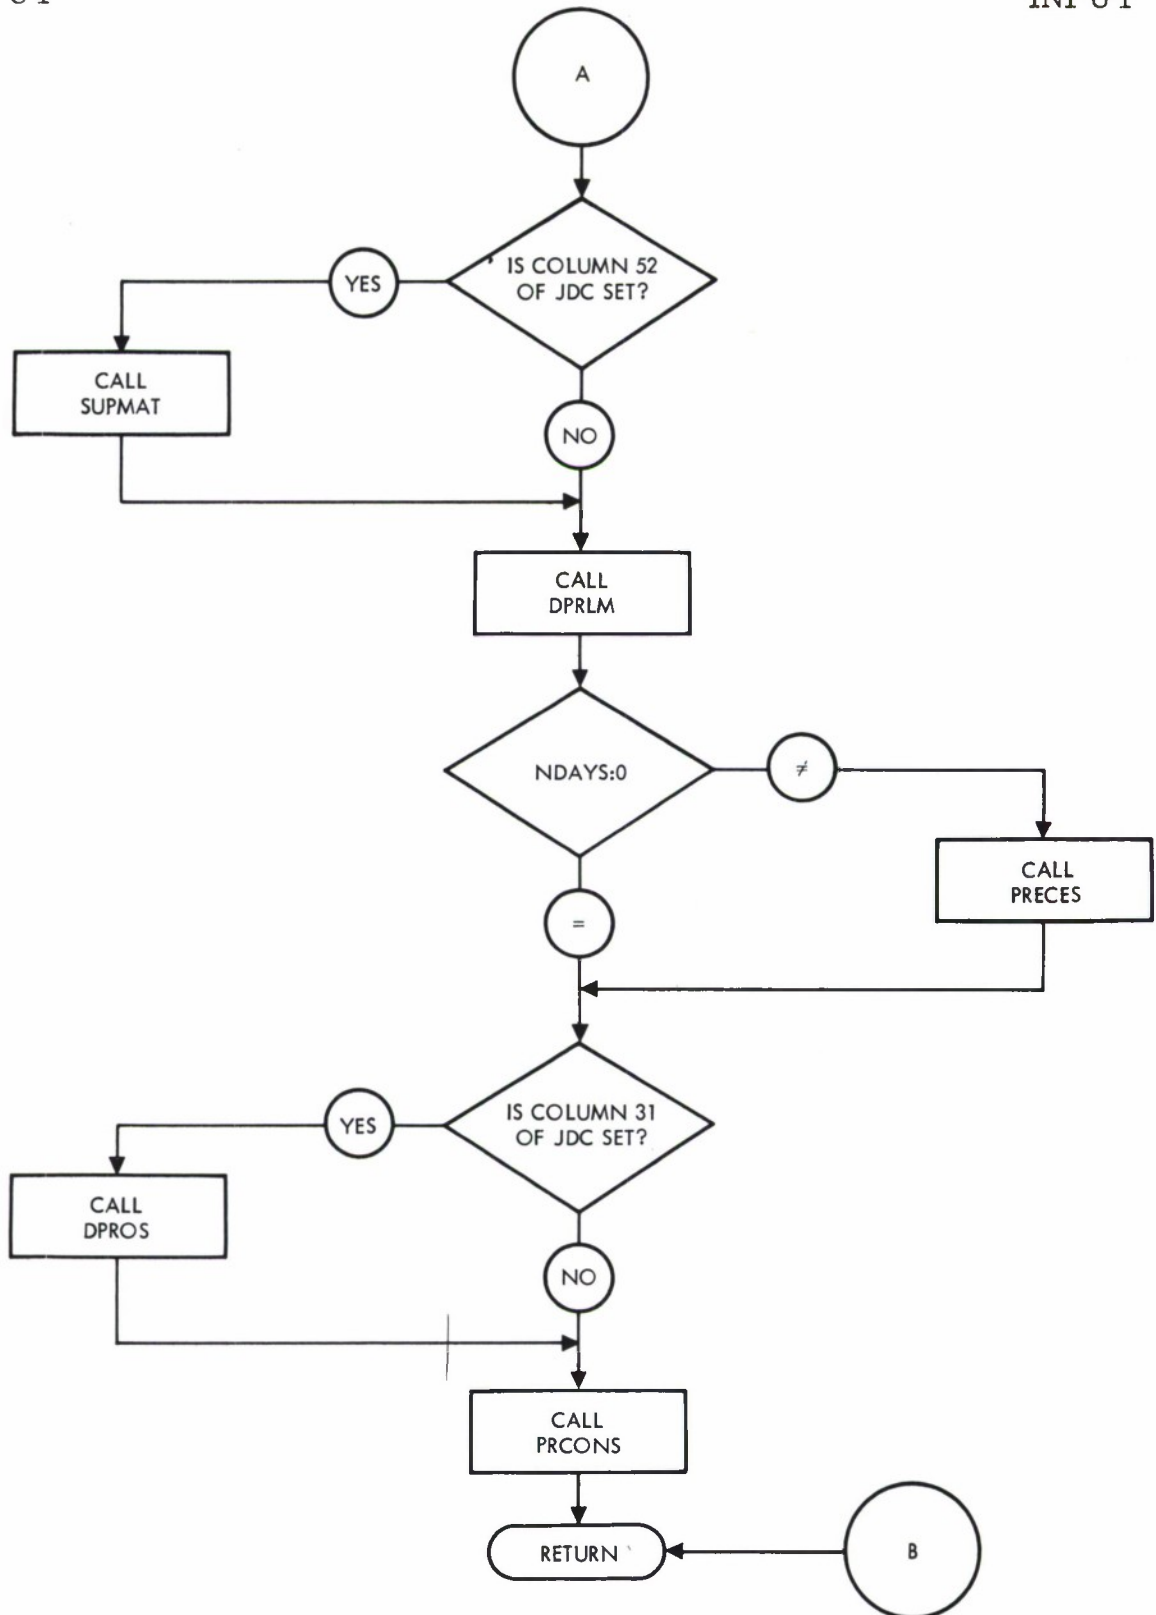 A
IS COLUMN 52
OF JDC SET?
YES
CALL
SUPMAT
NO
CALL
DPRLM
NDAYS:0
≠
CALL
PRECES
=
IS COLUMN 31
OF JDC SET?
YES
CALL
DPROS
NO
CALL
PRCONS
RETURN
B